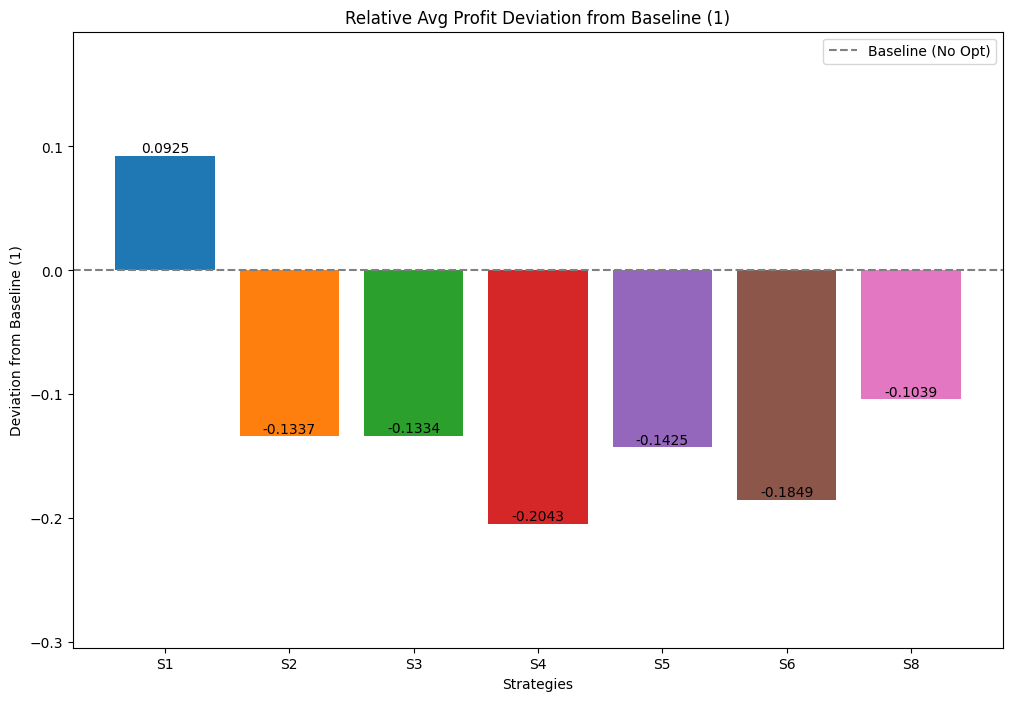 Relative Avg Profit Deviation from Baseline (1)
Baseline (No Opt)
Deviation from Baseline (1)
0.1
0.0
−0.1
−0.2
−0.3
0.0925
-0.1337
-0.1334
-0.2043
-0.1425
-0.1849
-0.1039
S1
S2
S3
S4
S5
S6
S8
Strategies